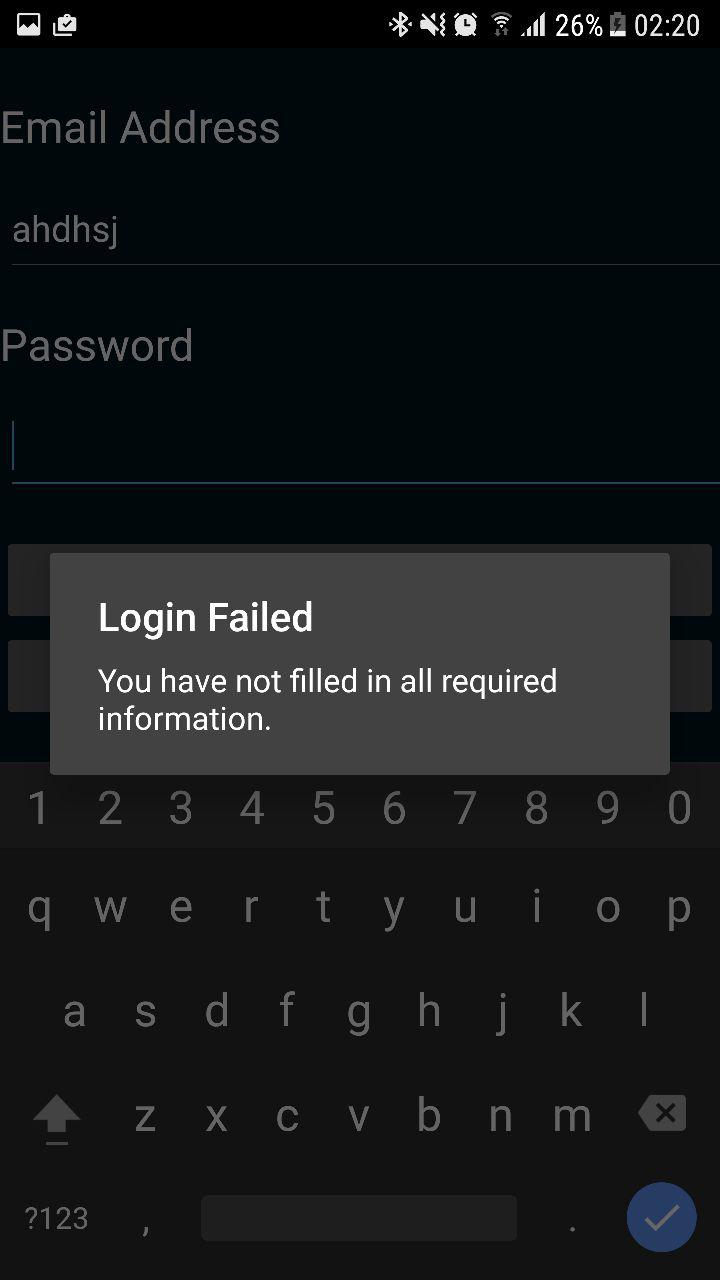 26% 02:20
Email Address
ahdhsj
Password
Login Failed
You have not filled in all required
information.
1 2 3 4 5 6 7 8 9 0
q w e r t y u i o p
a s d f g h j k l
z x c v b n m
?123 , .